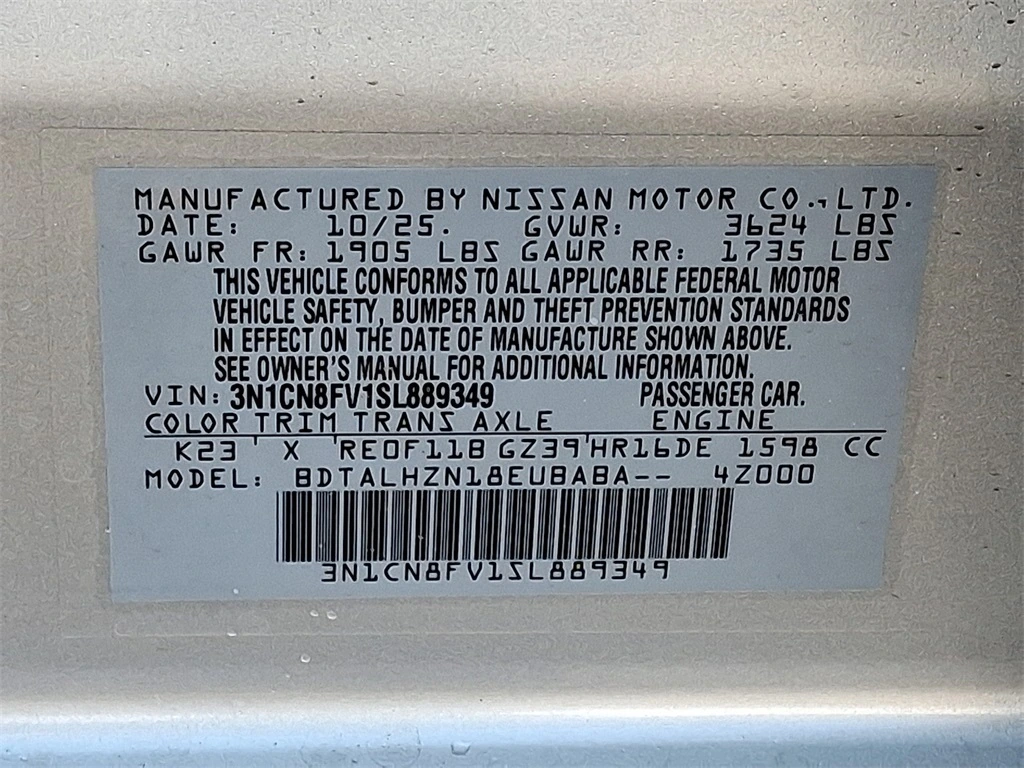 MANUFACTURED BY NISSAN MOTOR CO., LTD.
DATE: 10/25. GVWR: 3624 LBS
GAWR FR: 1905 LBS GAWR RR: 1735 LBS
THIS VEHICLE CONFORMS TO ALL APPLICABLE FEDERAL MOTOR
VEHICLE SAFETY, BUMPER AND THEFT PREVENTION STANDARDS
IN EFFECT ON THE DATE OF MANUFACTURE SHOWN ABOVE.
SEE OWNER'S MANUAL FOR ADDITIONAL INFORMATION.
VIN: 3N1CN8FV1SL889349 PASSENGER CAR.
COLOR TRIM TRANS AXLE ENGINE
K23 ' X 'RE0F11B GZ39'HR16DE 1598 CC
MODEL: BDTALHZN18EUBABA-- 4Z000
3N1CN8FV1SL889349